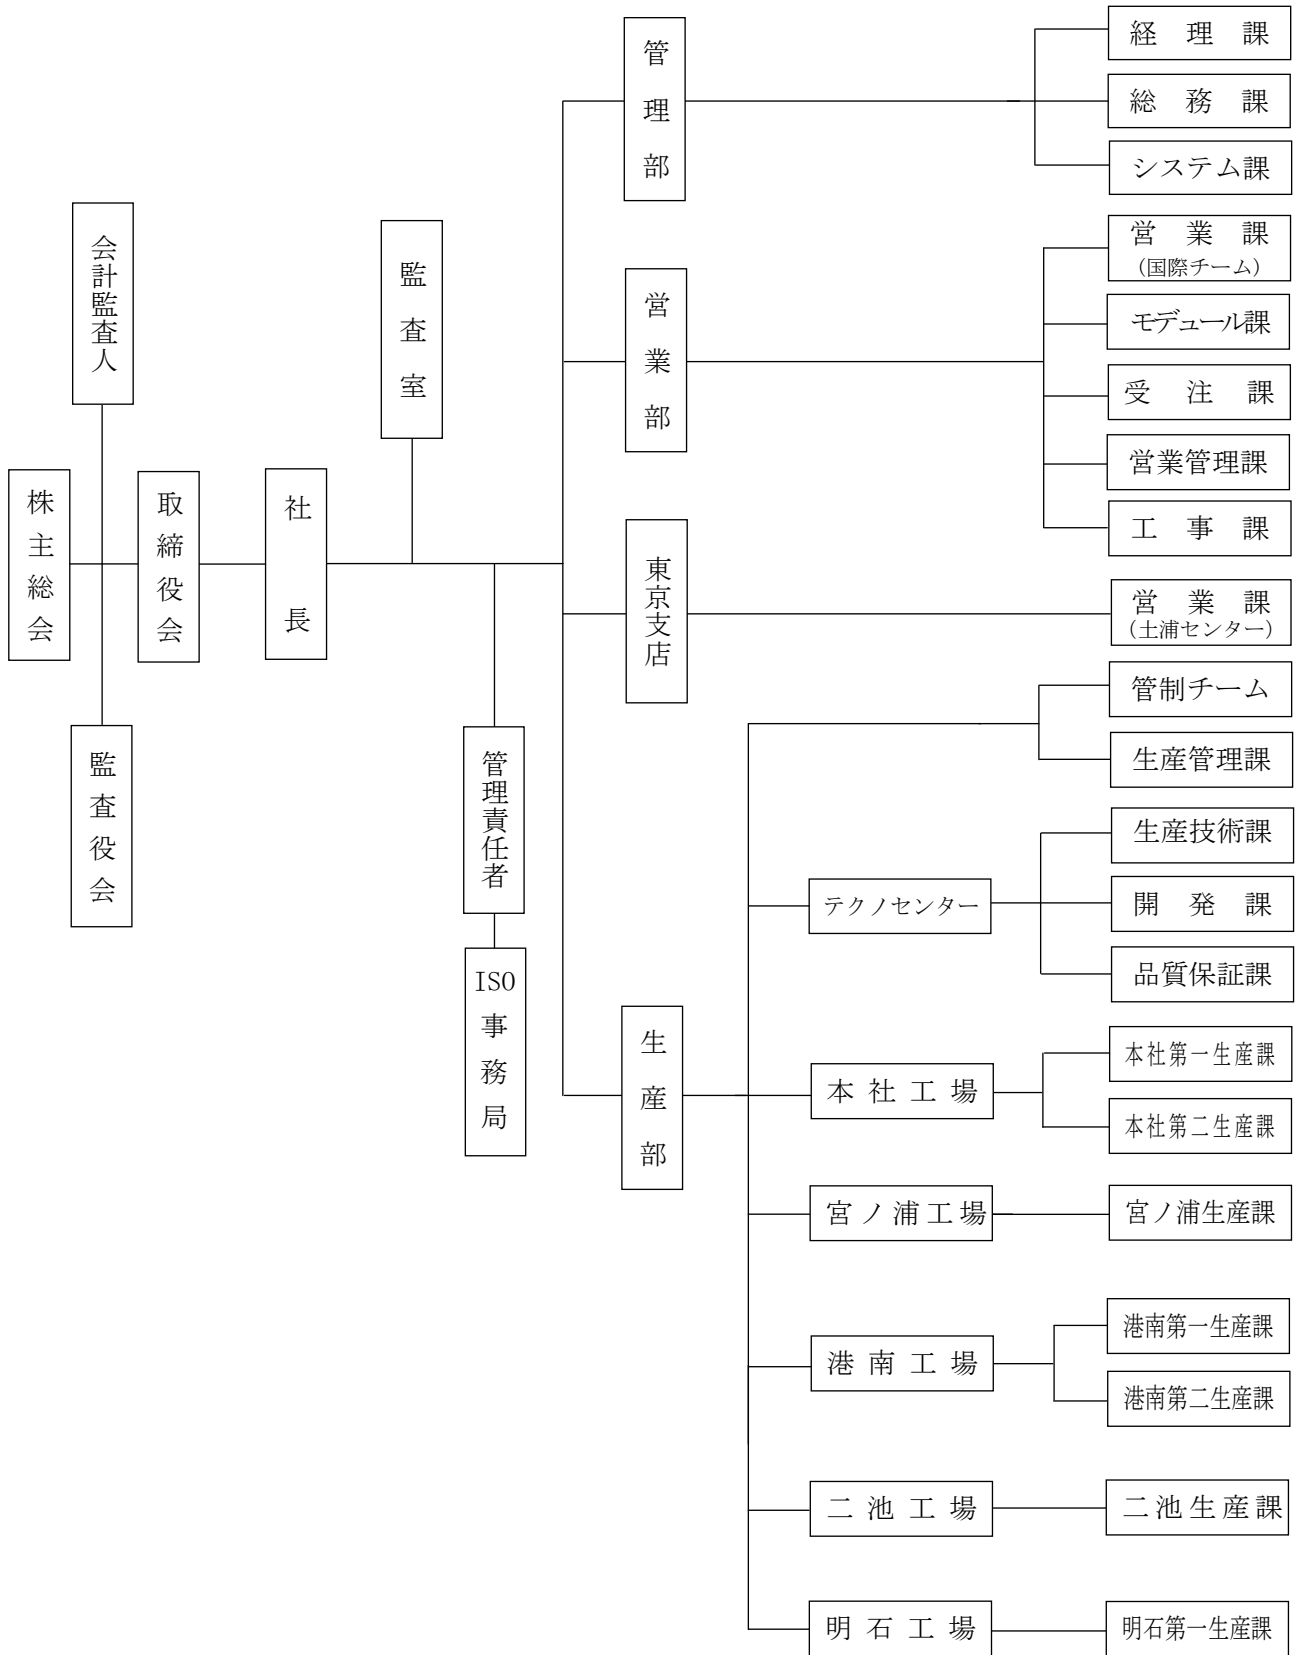 株主総会
会計監査人
監査役会
取締役会
社長
監査室
管理責任者
ISO
事務局
管理部
経理課
総務課
システム課
営業部
営業課
(国際チーム)
モデュール課
受注課
営業管理課
工事課
東京支店
営業課
(土浦センター)
生産部
管制チーム
生産管理課
テクノセンター
生産技術課
開発課
品質保証課
本社工場
本社第一生産課
本社第二生産課
宮ノ浦工場
宮ノ浦生産課
港南工場
港南第一生産課
港南第二生産課
二池工場
二池生産課
明石工場
明石第一生産課